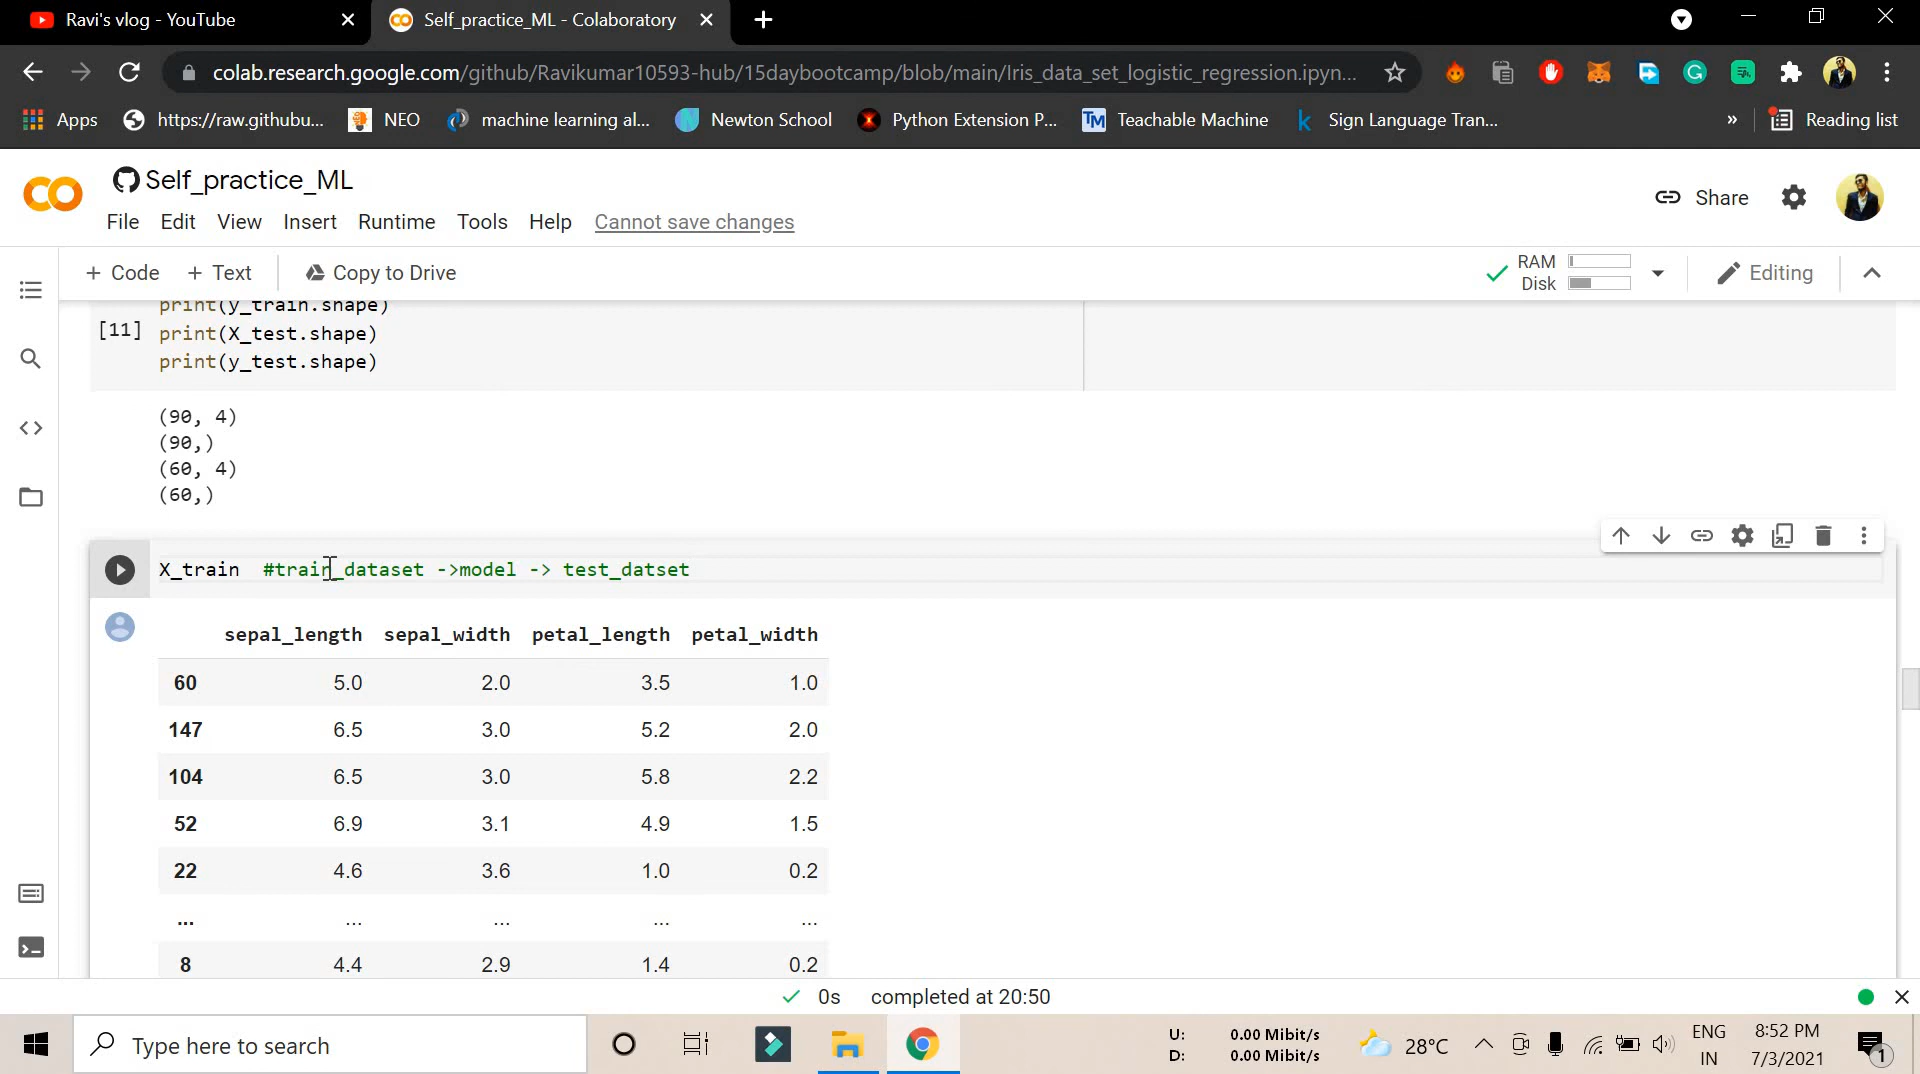 Ravi's vlog - YouTube
Self_practice_ML - Colaboratory
colab.research.google.com/github/Ravikumar10593-hub/15daybootcamp/blob/main/Iris_data_set_logistic_regression.ipyn...
Apps
https://raw.githubu...
NEO
machine learning al...
Newton School
Python Extension P...
TM Teachable Machine
k Sign Language Tran...
»
Reading list
Self_practice_ML
Share
File Edit View Insert Runtime Tools Help Cannot save changes
+ Code + Text Copy to Drive
RAM
Disk
Editing
print(y_train.shape)
[11] print(X_test.shape)
print(y_test.shape)
(90, 4)
(90,)
(60, 4)
(60,)
X_train #train_dataset ->model -> test_datset
sepal_length sepal_width petal_length petal_width
60 5.0 2.0 3.5 1.0
147 6.5 3.0 5.2 2.0
104 6.5 3.0 5.8 2.2
52 6.9 3.1 4.9 1.5
22 4.6 3.6 1.0 0.2
... ... ... ... ...
8 4.4 2.9 1.4 0.2
0s completed at 20:50
Type here to search
U: 0.00 Mibit/s
D: 0.00 Mibit/s
28°C
ENG
IN
8:52 PM
7/3/2021
1